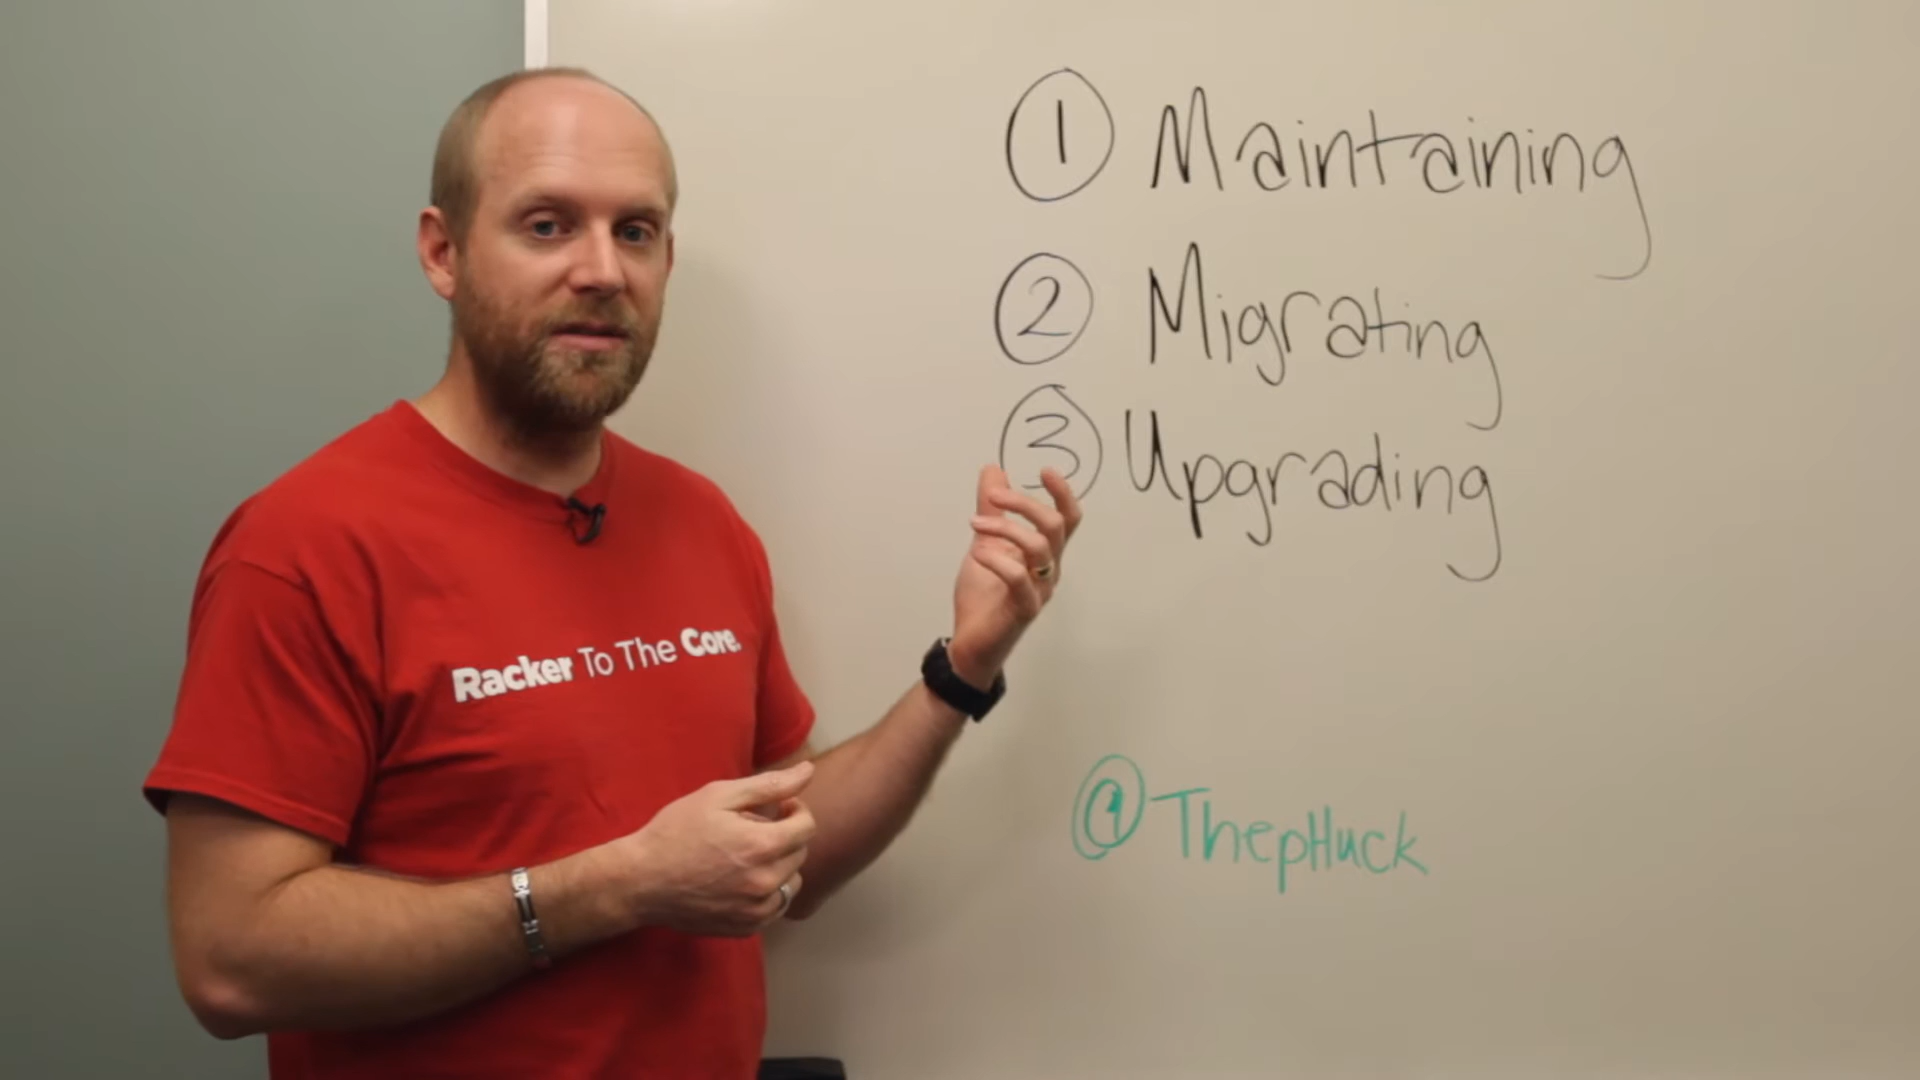 1 Maintaining
2 Migrating
3 Upgrading
Racker To The Core.
@ThepHuck